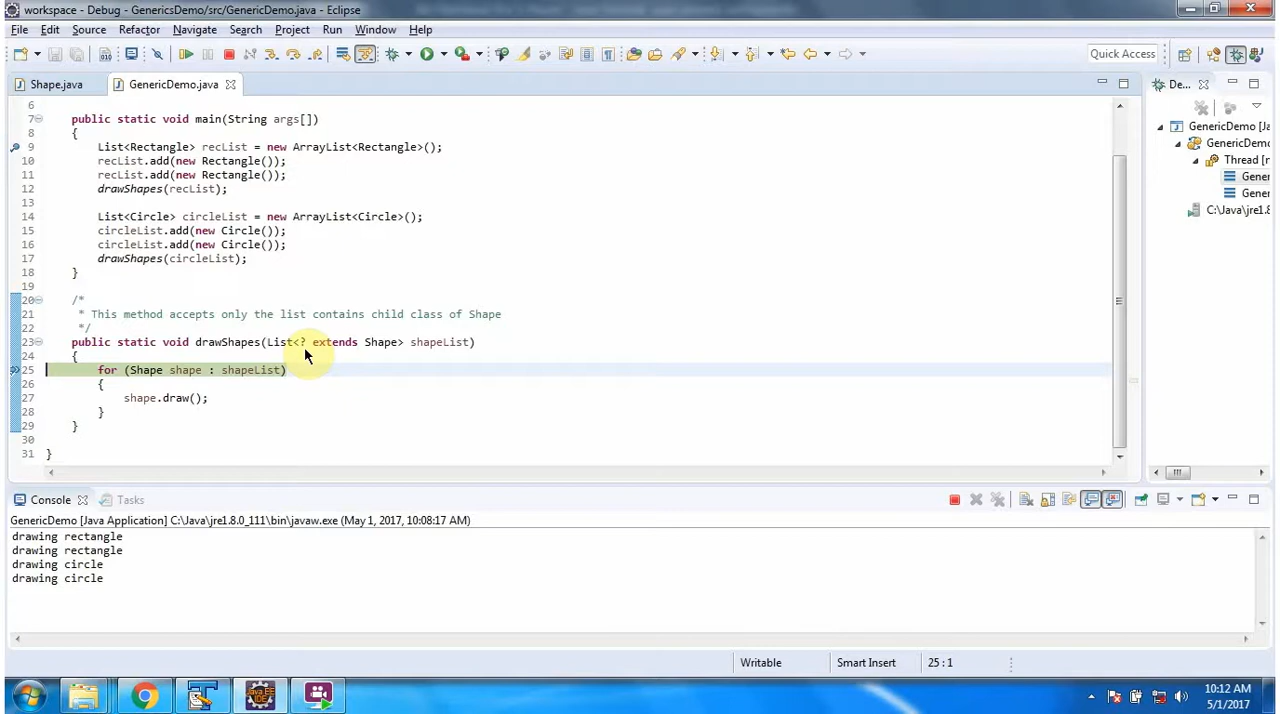 workspace - Debug - GenericsDemo/src/GenericDemo.java - Eclipse
File Edit Source Refactor Navigate Search Project Run Window Help
Quick Access
Shape.java GenericDemo.java De...
6
7 public static void main(String args[])
8 {
9 List<Rectangle> recList = new ArrayList<Rectangle>();
10 recList.add(new Rectangle());
11 recList.add(new Rectangle());
12 drawShapes(recList);
13
14 List<Circle> circleList = new ArrayList<Circle>();
15 circleList.add(new Circle());
16 circleList.add(new Circle());
17 drawShapes(circleList);
18 }
19
20 /*
21 * This method accepts only the list contains child class of Shape
22 */
23 public static void drawShapes(List<? extends Shape> shapeList)
24 {
25 for (Shape shape : shapeList)
26 {
27 shape.draw();
28 }
29 }
30
31 }
GenericDemo [Ja
GenericDemo
Thread [m
Gener
Gener
C:\Java\jre1.8.0
Console Tasks
GenericDemo [Java Application] C:\Java\jre1.8.0_111\bin\javaw.exe (May 1, 2017, 10:08:17 AM)
drawing rectangle
drawing rectangle
drawing circle
drawing circle
Writable Smart Insert 25 : 1
Java EE
IDE
10:12 AM
5/1/2017